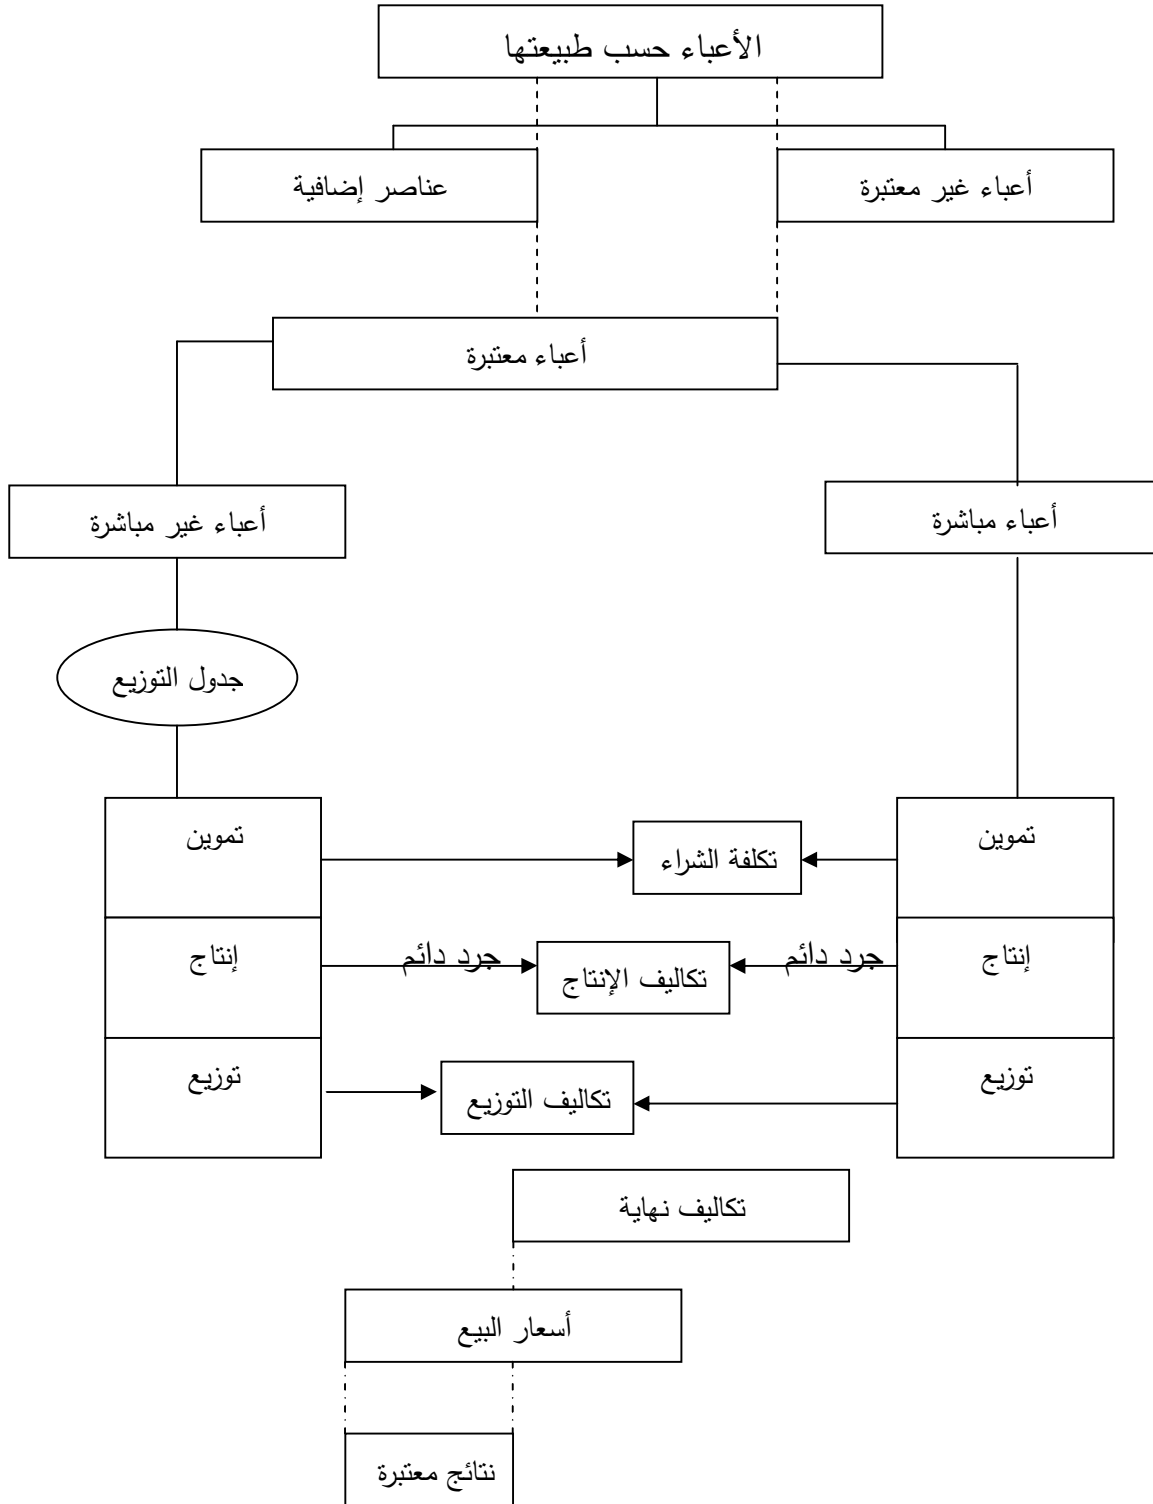 الأعباء حسب طبيعتها
أعباء غير معتبرة
عناصر إضافية
أعباء معتبرة
أعباء مباشرة
أعباء غير مباشرة
جدول التوزيع
تموين
تكلفة الشراء
تموين
إنتاج
جرد دائم
تكاليف الإنتاج
جرد دائم
إنتاج
توزيع
تكاليف التوزيع
توزيع
تكاليف نهاية
أسعار البيع
نتائج معتبرة